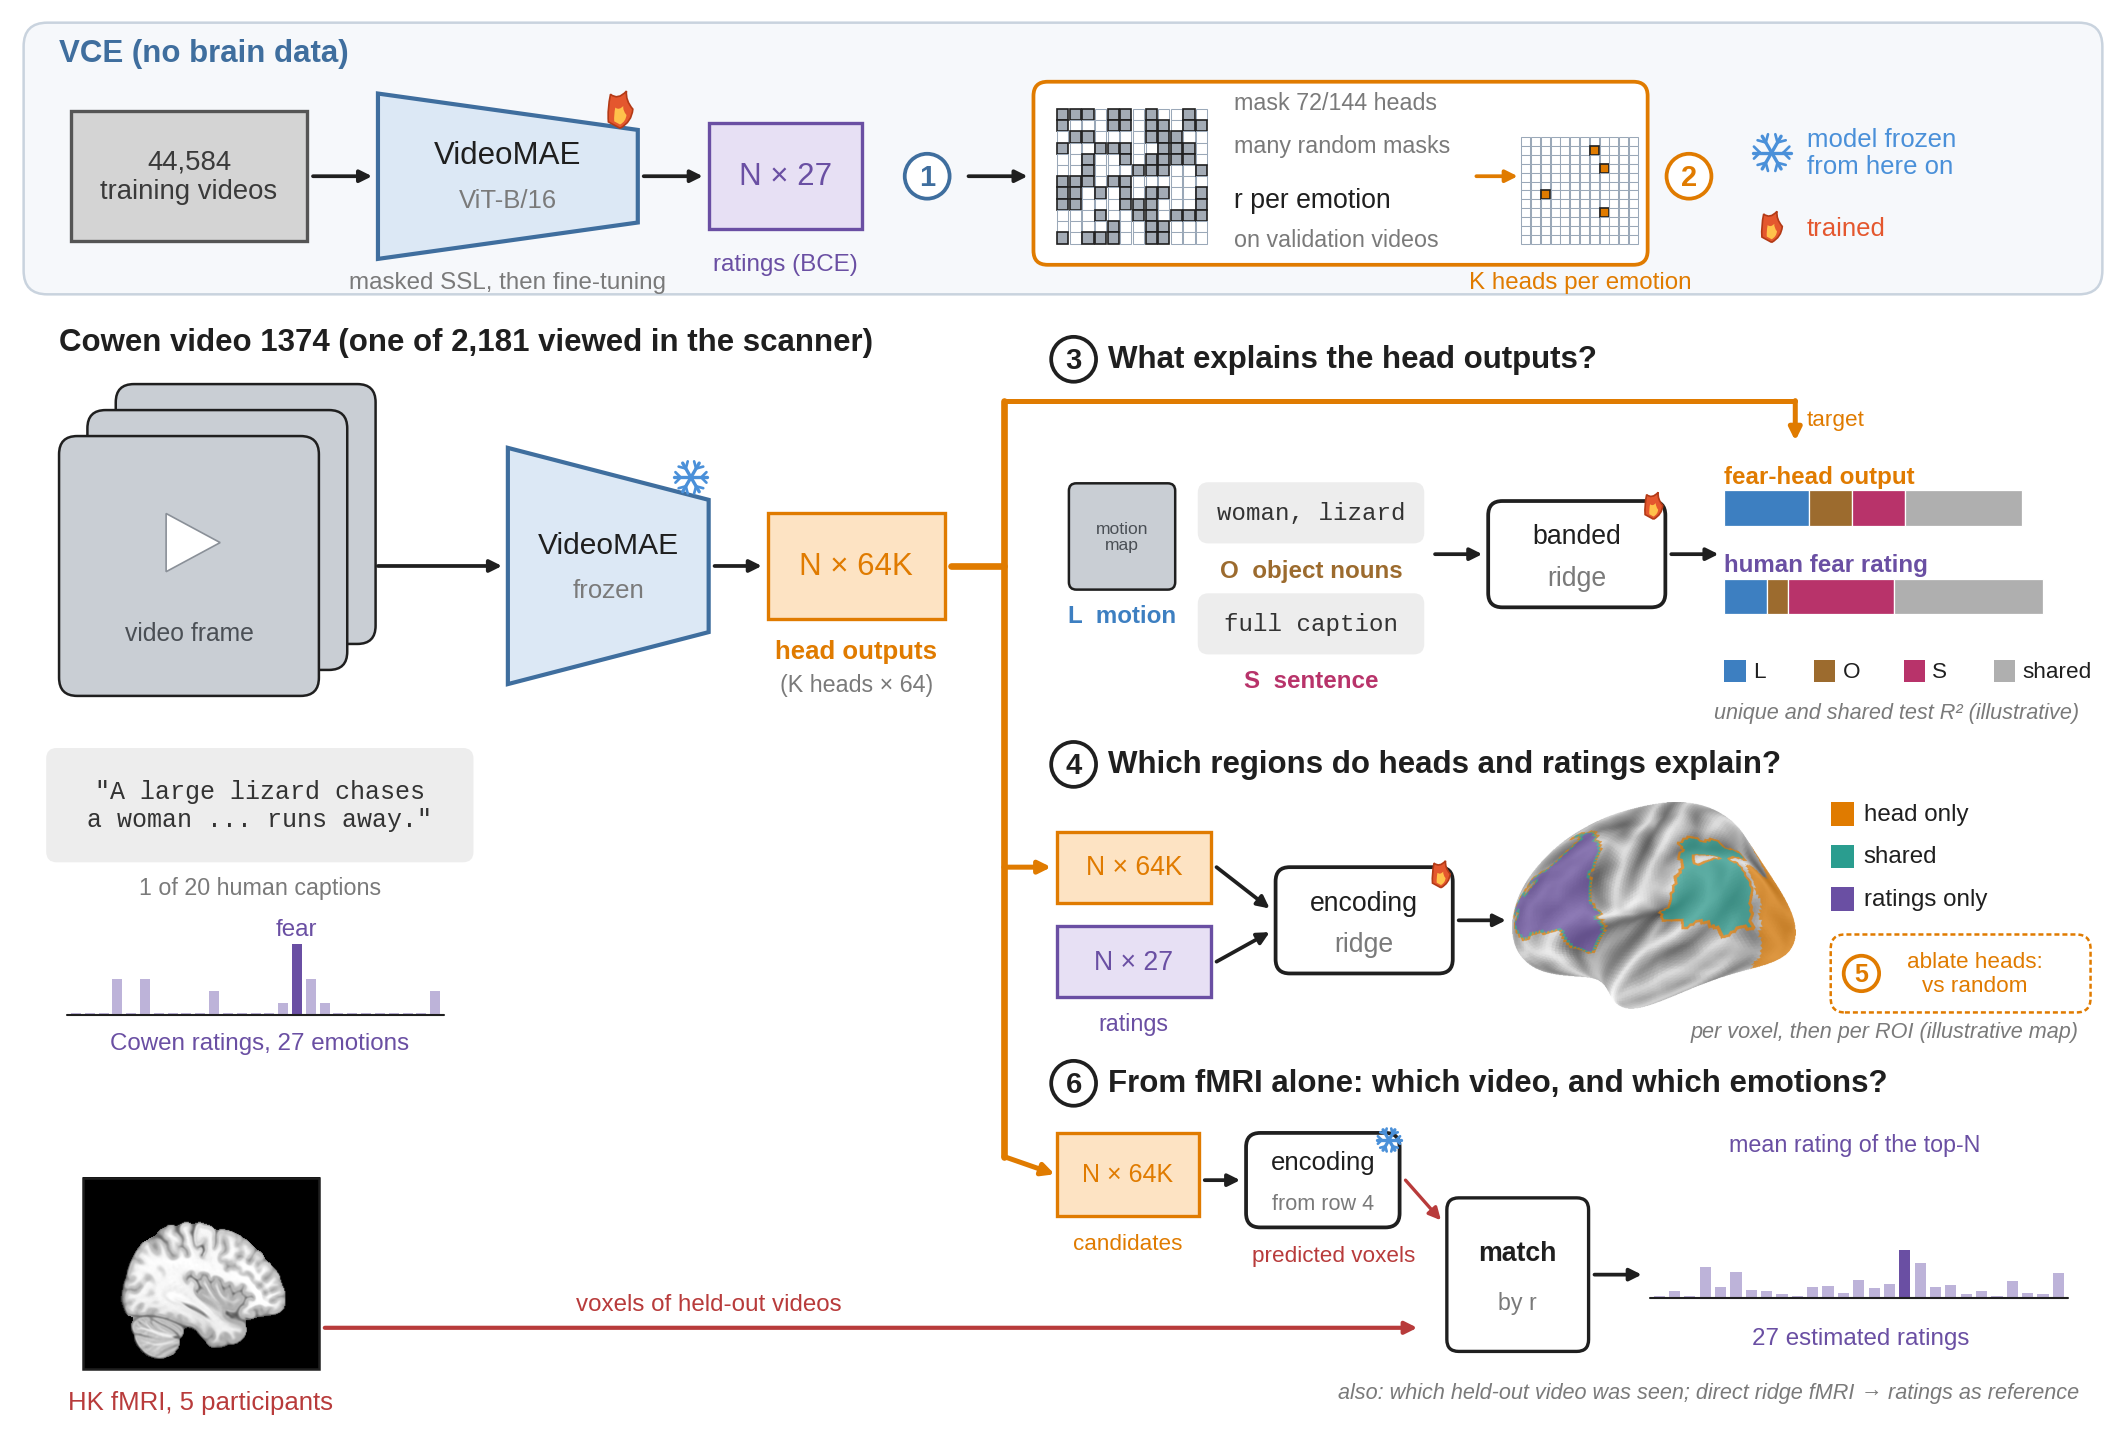 VCE (no brain data)
44,584
training videos
VideoMAE
ViT-B/16
masked SSL, then fine-tuning
N × 27
ratings (BCE)
1
mask 72/144 heads
many random masks
r per emotion
on validation videos
K heads per emotion
2
model frozen
from here on
trained
Cowen video 1374 (one of 2,181 viewed in the scanner)
video frame
VideoMAE
frozen
N × 64K
head outputs
(K heads × 64)
"A large lizard chases
a woman ... runs away."
1 of 20 human captions
fear
Cowen ratings, 27 emotions
HK fMRI, 5 participants
voxels of held-out videos
3 What explains the head outputs?
target
motion
map
L motion
woman, lizard
O object nouns
full caption
S sentence
banded
ridge
fear-head output
human fear rating
L O S shared
unique and shared test R² (illustrative)
4 Which regions do heads and ratings explain?
N × 64K
N × 27
ratings
encoding
ridge
head only
shared
ratings only
5 ablate heads:
vs random
per voxel, then per ROI (illustrative map)
6 From fMRI alone: which video, and which emotions?
N × 64K
candidates
encoding
from row 4
predicted voxels
match
by r
mean rating of the top-N
27 estimated ratings
also: which held-out video was seen; direct ridge fMRI → ratings as reference